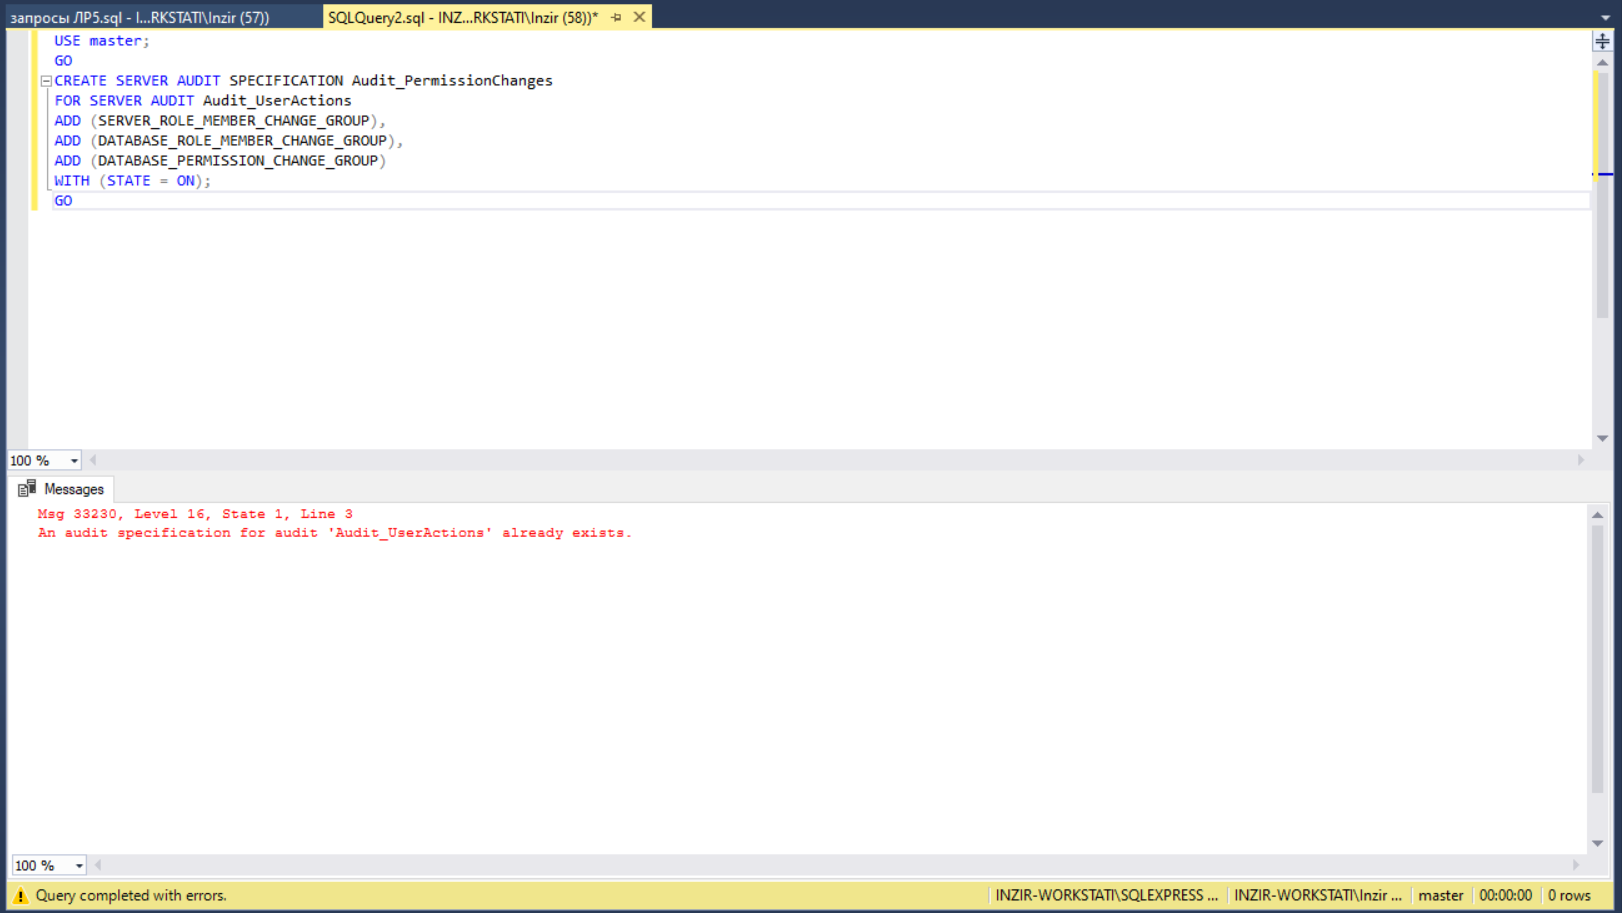 запросы ЛР5.sql - I...RKSTATI\Inzir (57))
SQLQuery2.sql - INZ...RKSTATI\Inzir (58))*
USE master;
GO
CREATE SERVER AUDIT SPECIFICATION Audit_PermissionChanges
FOR SERVER AUDIT Audit_UserActions
ADD (SERVER_ROLE_MEMBER_CHANGE_GROUP),
ADD (DATABASE_ROLE_MEMBER_CHANGE_GROUP),
ADD (DATABASE_PERMISSION_CHANGE_GROUP)
WITH (STATE = ON);
GO
100 %
Messages
Msg 33230, Level 16, State 1, Line 3
An audit specification for audit 'Audit_UserActions' already exists.
100 %
Query completed with errors.
INZIR-WORKSTATI\SQLEXPRESS ...
INZIR-WORKSTATI\Inzir ...
master
00:00:00
0 rows